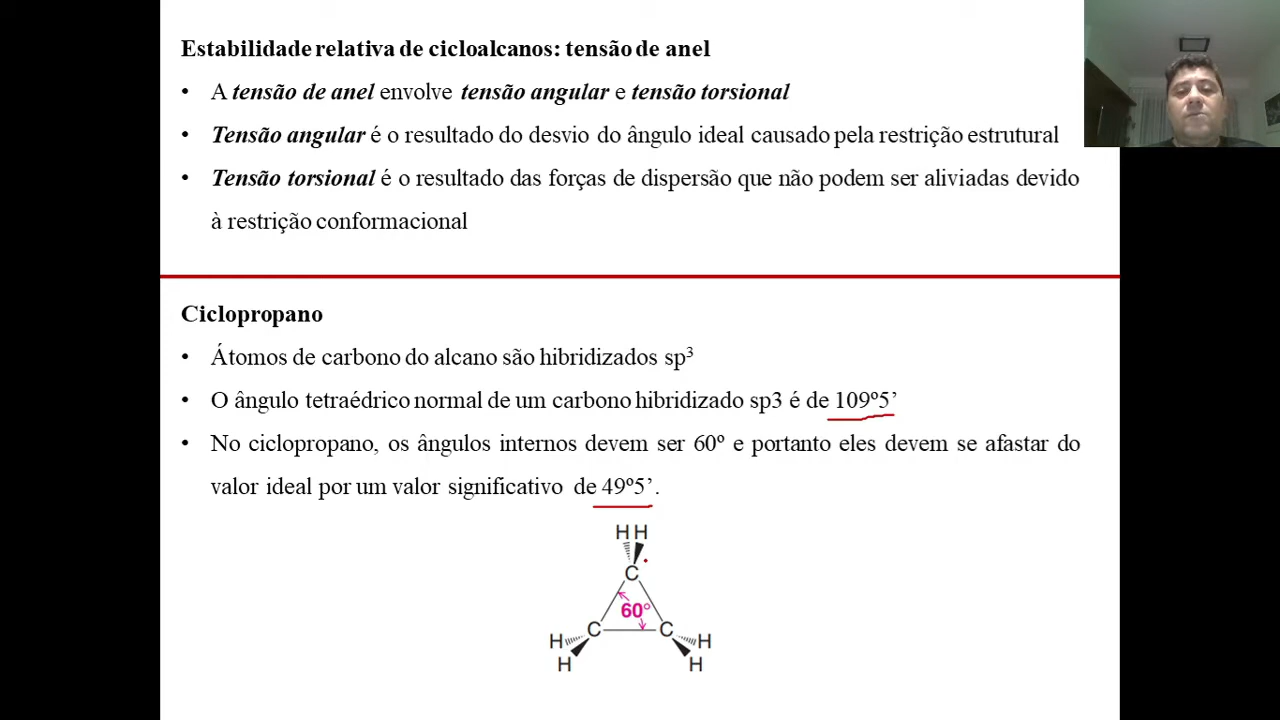 Estabilidade relativa de cicloalcanos: tensão de anel
• A tensão de anel envolve tensão angular e tensão torsional
• Tensão angular é o resultado do desvio do ângulo ideal causado pela restrição estrutural
• Tensão torsional é o resultado das forças de dispersão que não podem ser aliviadas devido
à restrição conformacional
Ciclopropano
• Átomos de carbono do alcano são hibridizados sp³
• O ângulo tetraédrico normal de um carbono hibridizado sp3 é de 109º5’
• No ciclopropano, os ângulos internos devem ser 60º e portanto eles devem se afastar do
valor ideal por um valor significativo de 49º5’.
H H
C
60°
H C C H
H H